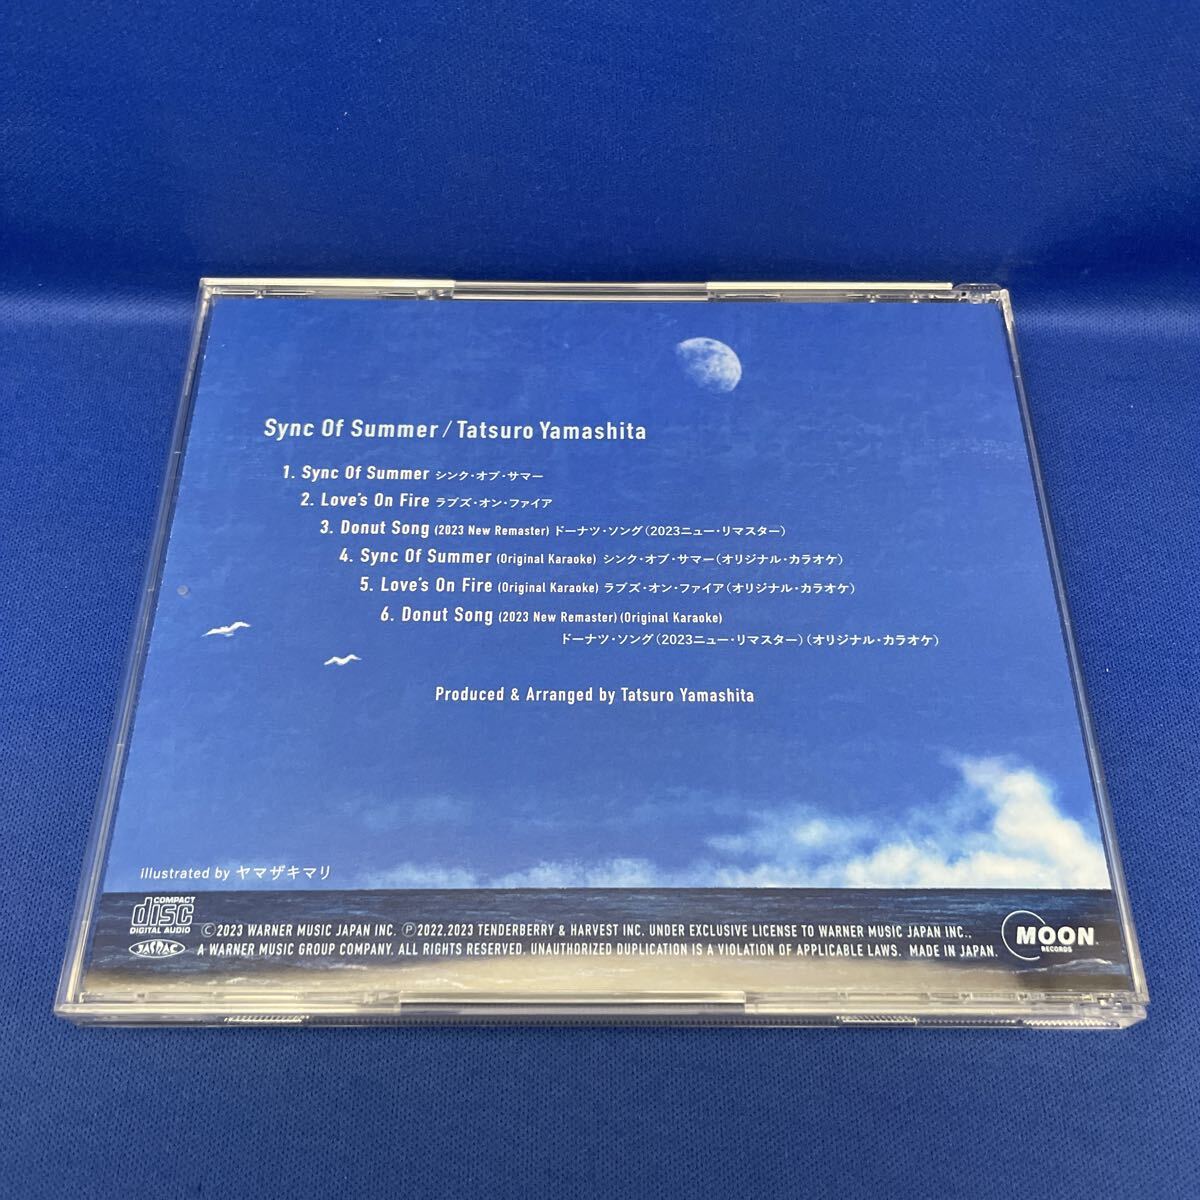 Sync Of Summer / Tatsuro Yamashita
1. Sync Of Summer シンク・オブ・サマー
2. Love's On Fire ラブズ・オン・ファイア
3. Donut Song (2023 New Remaster) ドーナツ・ソング(2023ニュー・リマスター)
4. Sync Of Summer (Original Karaoke) シンク・オブ・サマー(オリジナル・カラオケ)
5. Love's On Fire (Original Karaoke) ラブズ・オン・ファイア(オリジナル・カラオケ)
6. Donut Song (2023 New Remaster) (Original Karaoke)
ドーナツ・ソング(2023ニュー・リマスター)(オリジナル・カラオケ)
Produced & Arranged by Tatsuro Yamashita
illustrated by ヤマザキマリ
COMPACT
disc
DIGITAL AUDIO
JASRAC
Ⓒ2023 WARNER MUSIC JAPAN INC. Ⓟ2022,2023 TENDERBERRY & HARVEST INC. UNDER EXCLUSIVE LICENSE TO WARNER MUSIC JAPAN INC.,
A WARNER MUSIC GROUP COMPANY. ALL RIGHTS RESERVED. UNAUTHORIZED DUPLICATION IS A VIOLATION OF APPLICABLE LAWS. MADE IN JAPAN.
MOON
RECORDS